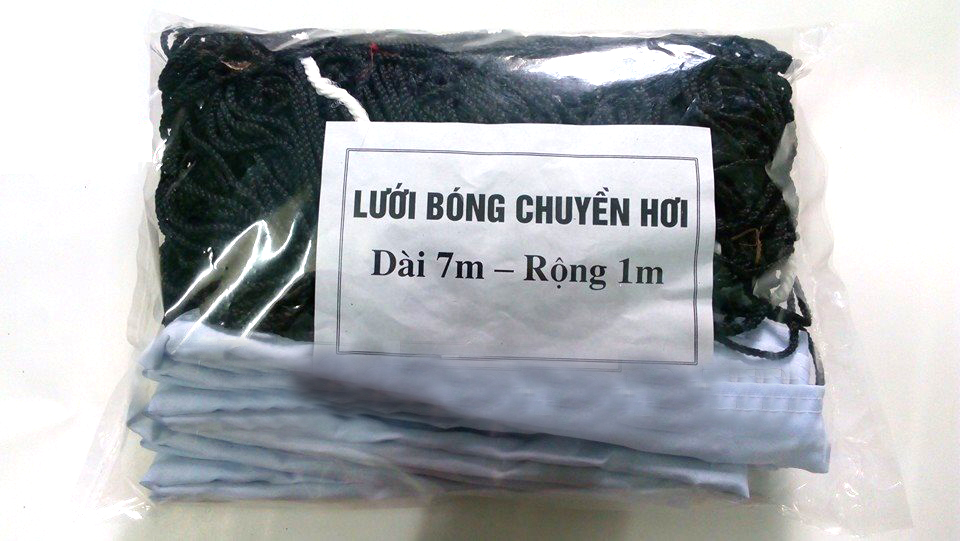 LƯỚI BÓNG CHUYỀN HƠI
Dài 7m – Rộng 1m